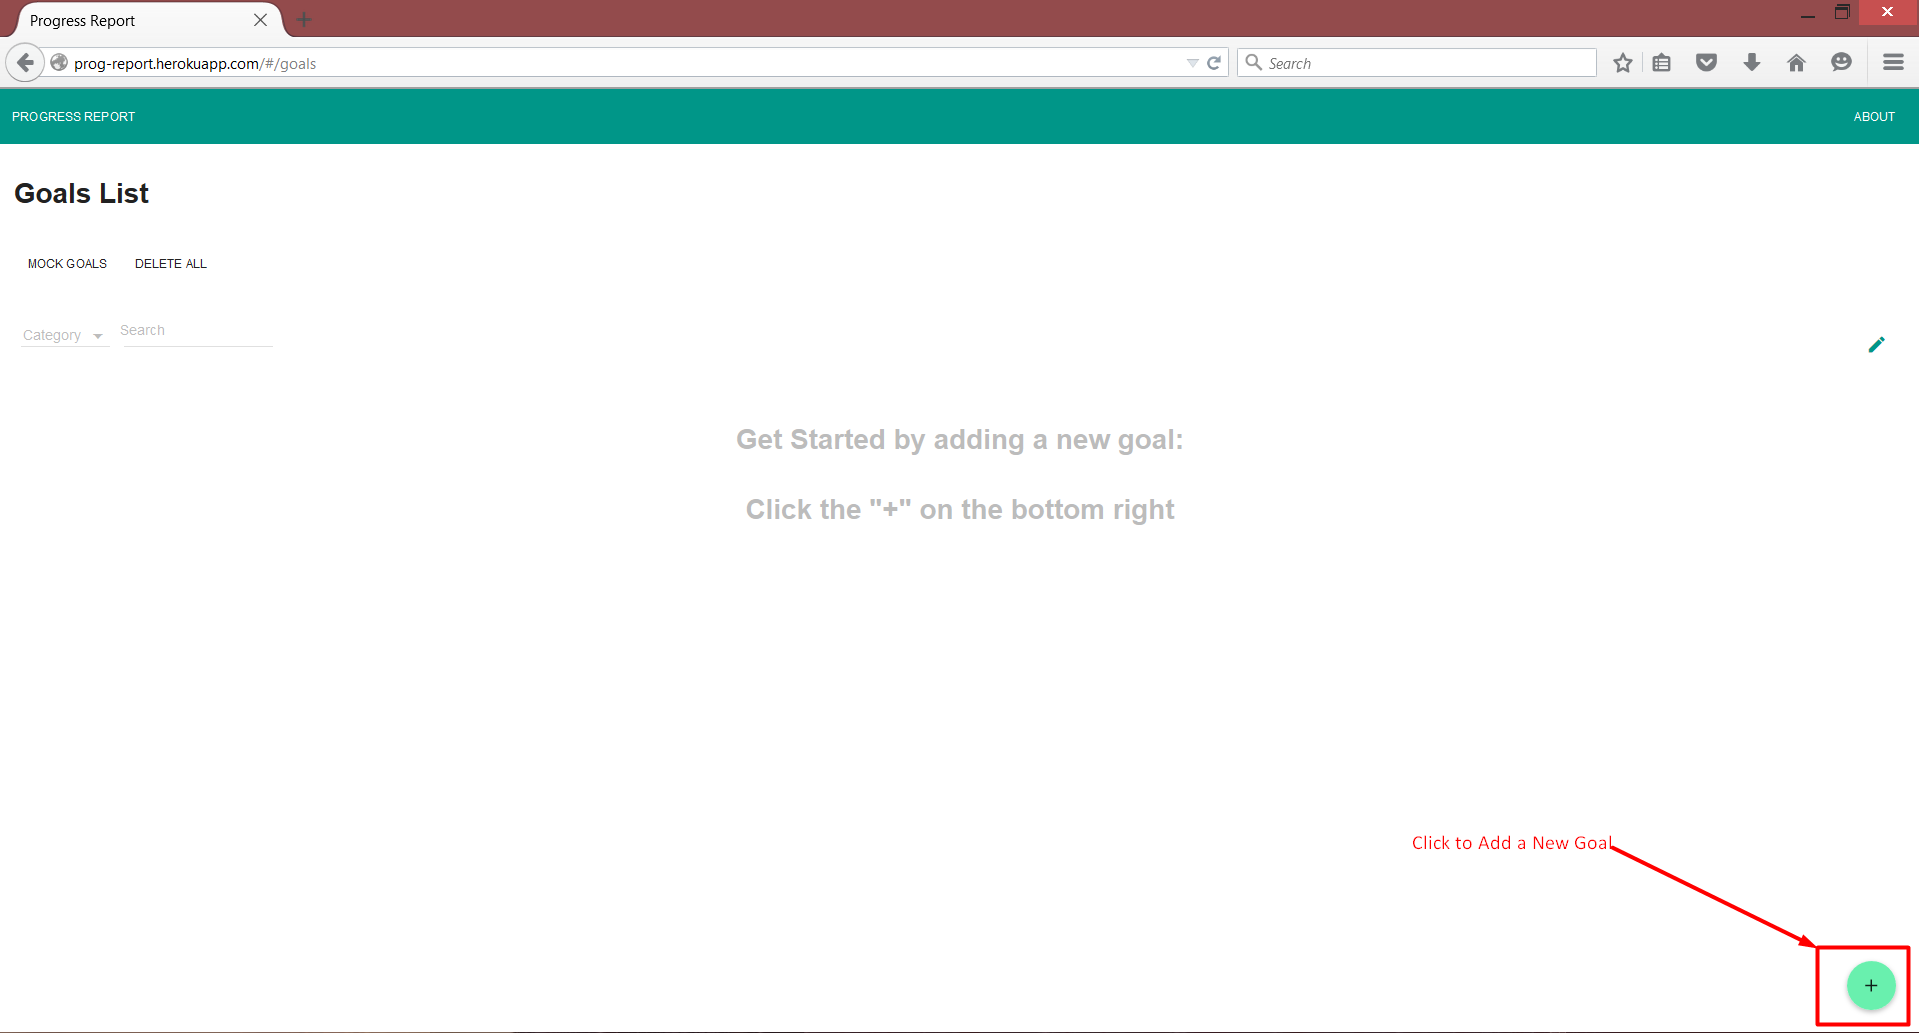 Progress Report
prog-report.herokuapp.com/#/goals
Search
PROGRESS REPORT
ABOUT
Goals List
MOCK GOALS
DELETE ALL
Category
Search
Get Started by adding a new goal:
Click the "+" on the bottom right
Click to Add a New Goal
+